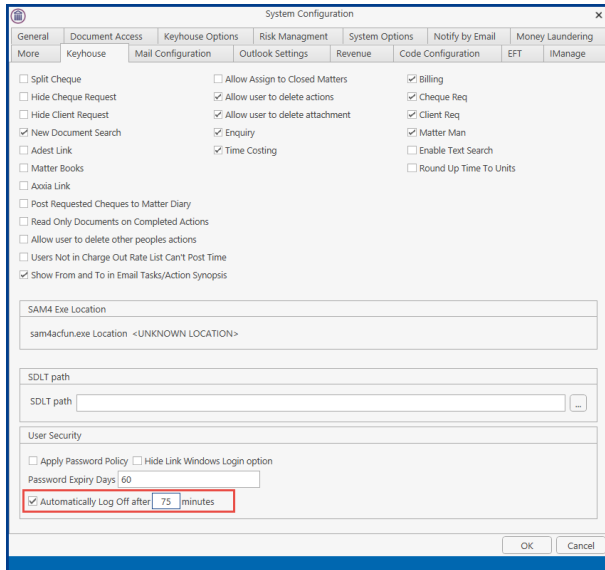 System Configuration
General Document Access Keyhouse Options Risk Managment System Options Notify by Email Money Laundering
More Keyhouse Mail Configuration Outlook Settings Revenue Code Configuration EFT IManage
Split Cheque Allow Assign to Closed Matters Billing
Hide Cheque Request Allow user to delete actions Cheque Req
Hide Client Request Allow user to delete attachment Client Req
New Document Search Enquiry Matter Man
Adest Link Time Costing Enable Text Search
Matter Books Round Up Time To Units
Axxia Link
Post Requested Cheques to Matter Diary
Read Only Documents on Completed Actions
Allow user to delete other peoples actions
Users Not in Charge Out Rate List Can't Post Time
Show From and To in Email Tasks/Action Synopsis
SAM4 Exe Location
sam4acfun.exe Location <UNKNOWN LOCATION>
SDLT path
SDLT path ...
User Security
Apply Password Policy Hide Link Windows Login option
Password Expiry Days 60
Automatically Log Off after 75 minutes
OK Cancel